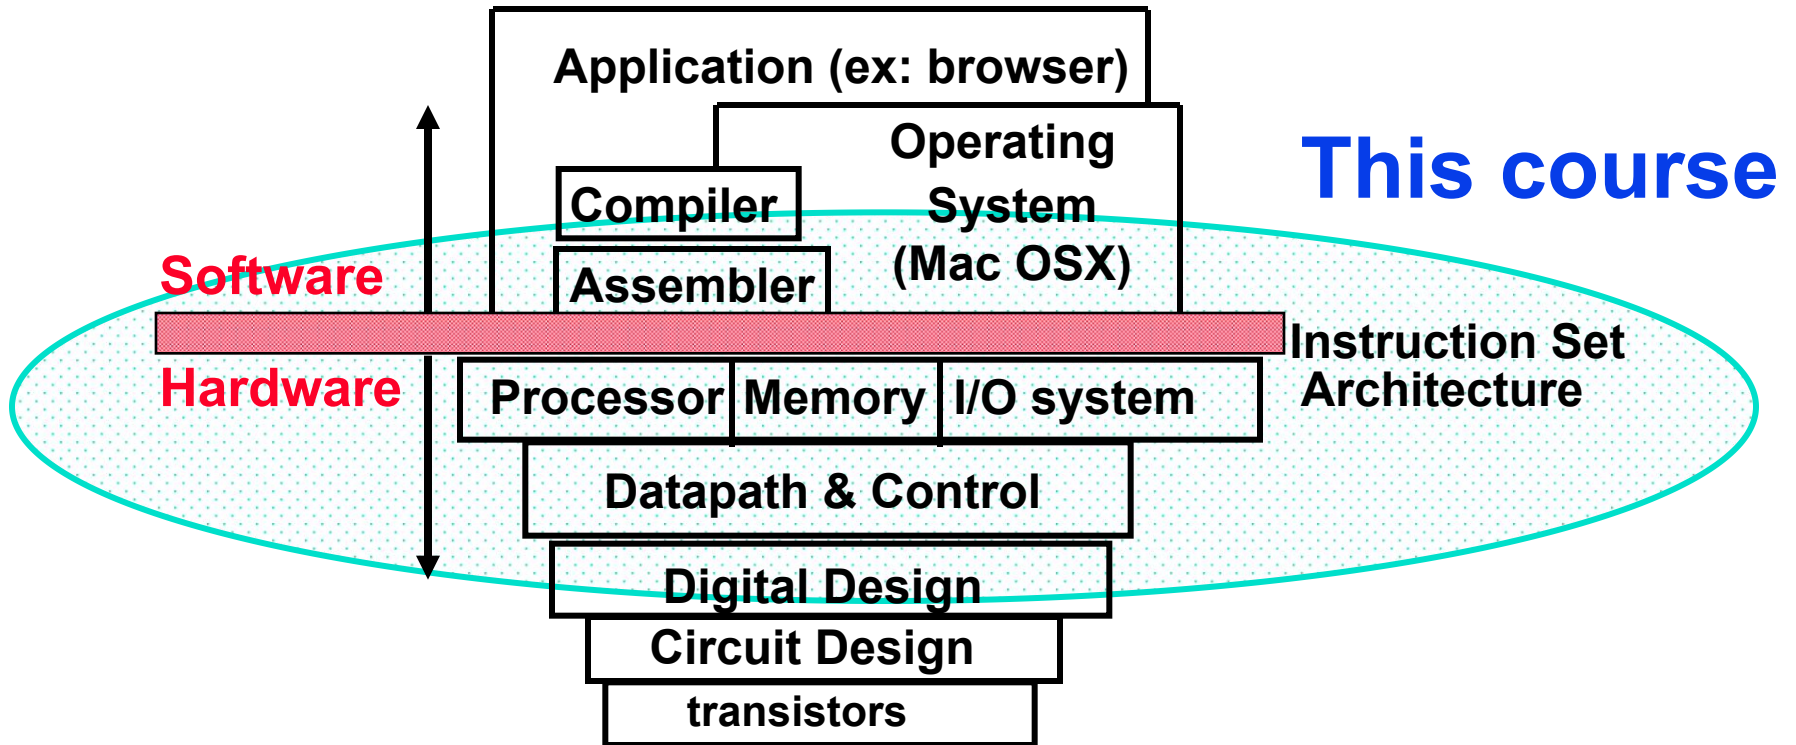 Application (ex: browser)
Operating
System
(Mac OSX)
This course
Compiler
Assembler
Software
Hardware
Instruction Set
Architecture
Processor
Memory
I/O system
Datapath & Control
Digital Design
Circuit Design
transistors